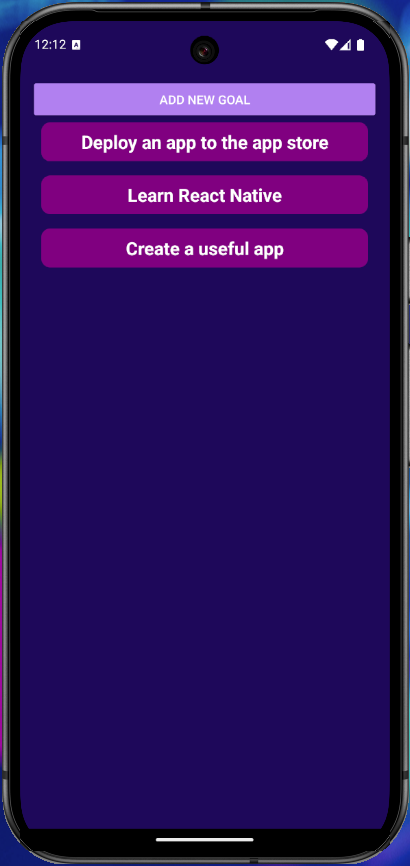 12:12 A
ADD NEW GOAL
Deploy an app to the app store
Learn React Native
Create a useful app